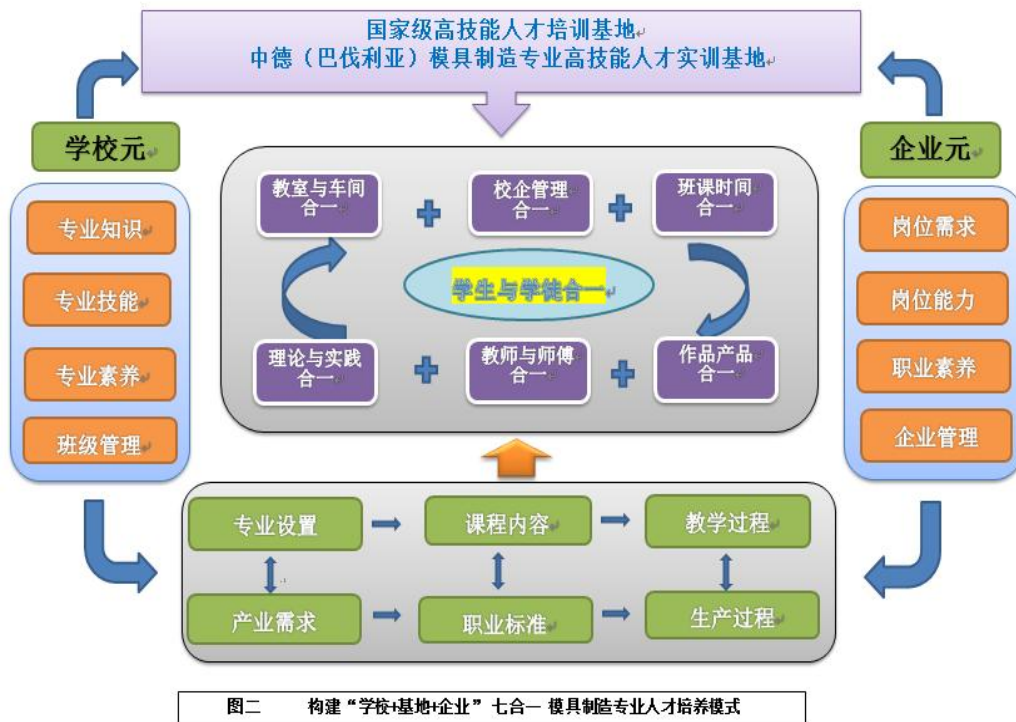 国家级高技能人才培训基地
中德（巴伐利亚）模具制造专业高技能人才实训基地
学校元
企业元
专业知识
专业技能
专业素养
班级管理
教室与车间
合一
校企管理
合一
班课时间
合一
学生与学徒合一
理论与实践
合一
教师与师傅
合一
作品产品
合一
岗位需求
岗位能力
职业素养
企业管理
专业设置
课程内容
教学过程
产业需求
职业标准
生产过程
图二 构建“学校+基地+企业”七合一 模具制造专业人才培养模式